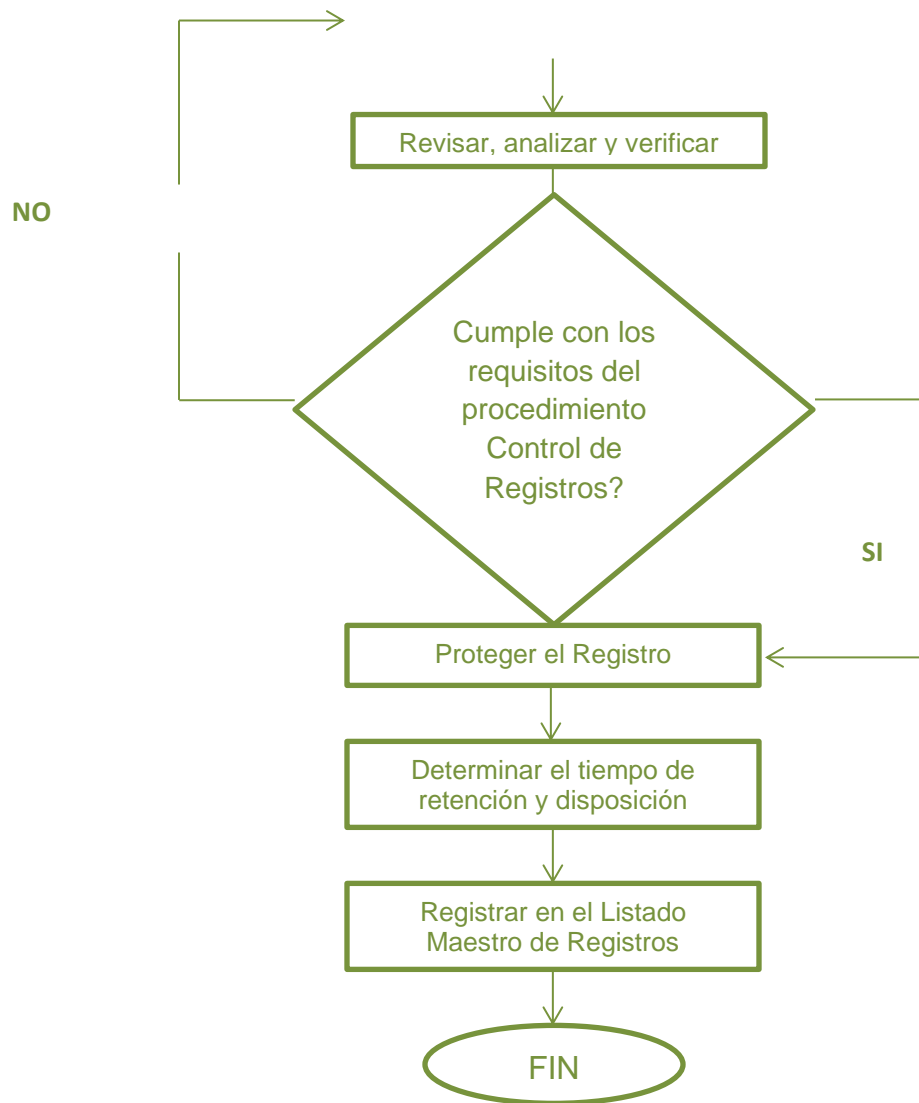 Revisar, analizar y verificar
NO
Cumple con los
requisitos del
procedimiento
Control de
Registros?
SI
Proteger el Registro
Determinar el tiempo de
retención y disposición
Registrar en el Listado
Maestro de Registros
FIN